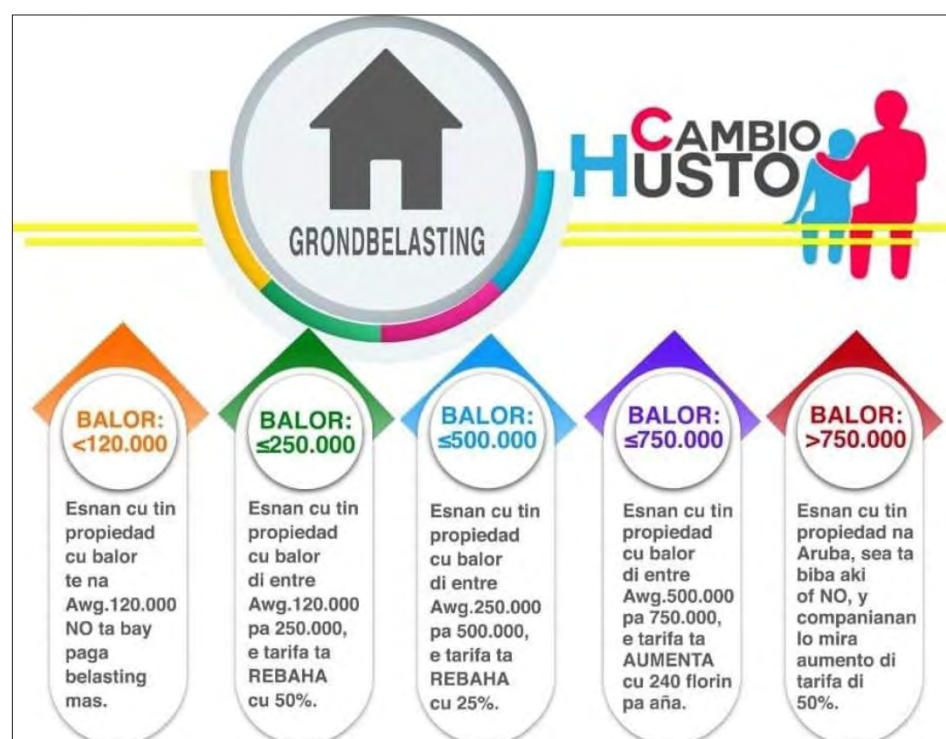 CAMBIO
HUSTO
GRONDBELASTING
BALOR:
<120.000
Esnan cu tin
propiedad
cu balor
te na
Awg.120.000
NO ta bay
paga
belasting
mas.
BALOR:
≤250.000
Esnan cu tin
propiedad
cu balor
di entre
Awg.120.000
pa 250.000,
e tarifa ta
REBAHA
cu 50%.
BALOR:
≤500.000
Esnan cu tin
propiedad
cu balor
di entre
Awg.250.000
pa 500.000,
e tarifa ta
REBAHA
cu 25%.
BALOR:
≤750.000
Esnan cu tin
propiedad
cu balor
di entre
Awg.500.000
pa 750.000,
e tarifa ta
AUMENTA
cu 240 florin
pa aña.
BALOR:
>750.000
Esnan cu tin
propiedad na
Aruba, sea ta
biba aki
of NO, y
companianan
lo mira
aumento di
tarifa di
50%.